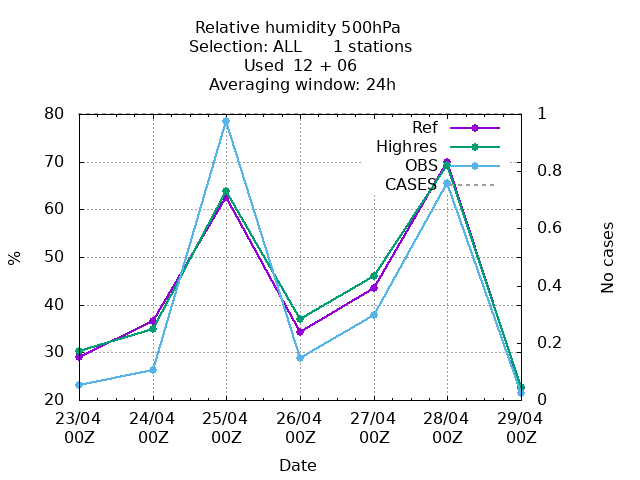 Relative humidity 500hPa
Selection: ALL      1 stations
Used  12 + 06
Averaging window: 24h
80
70
60
50
40
30
20
%
1
0.8
0.6
0.4
0.2
0
No cases
Ref
Highres
OBS
CASES
23/04 24/04 25/04 26/04 27/04 28/04 29/04
00Z 00Z 00Z 00Z 00Z 00Z 00Z
Date